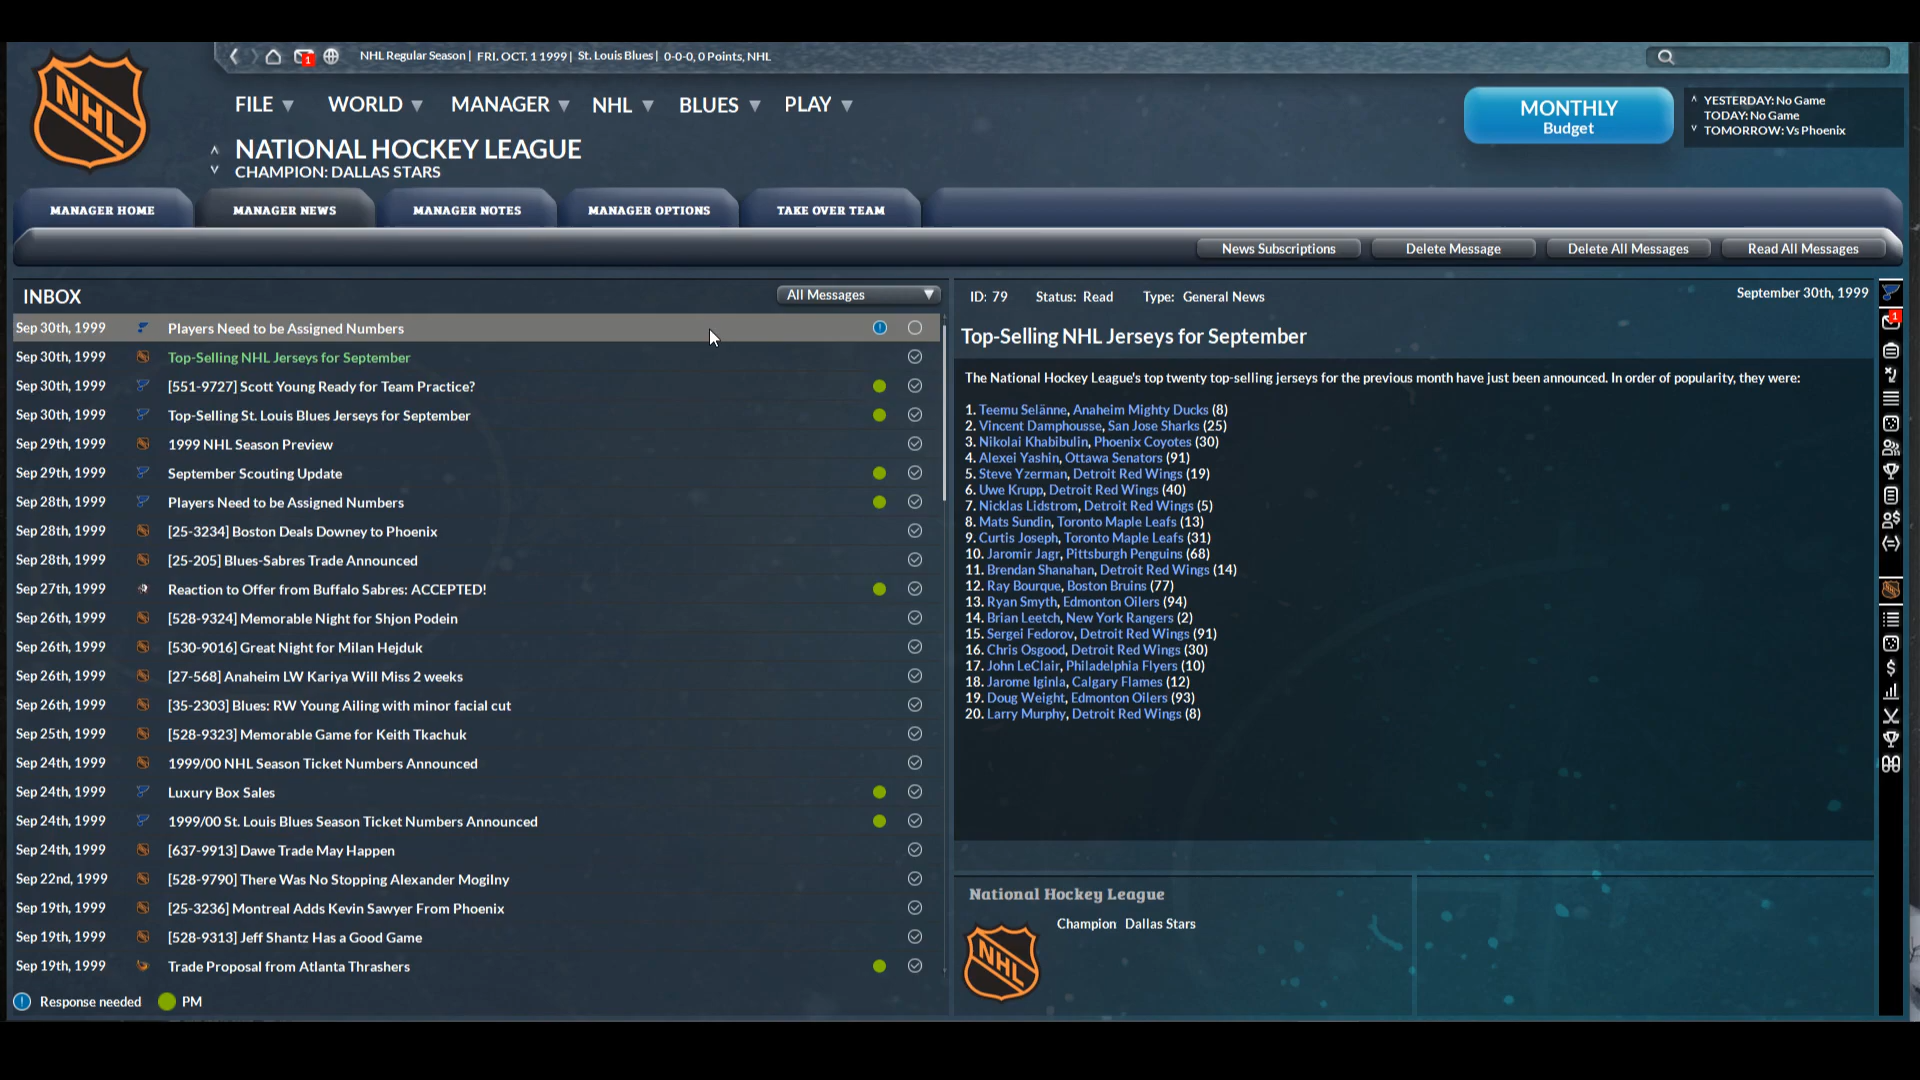 NHL
1
NHL Regular Season | FRI. OCT. 1 1999 | St. Louis Blues | 0-0-0, 0 Points, NHL
FILE WORLD MANAGER NHL BLUES PLAY
MONTHLY
Budget
YESTERDAY: No Game
TODAY: No Game
TOMORROW: Vs Phoenix
NATIONAL HOCKEY LEAGUE
CHAMPION: DALLAS STARS
MANAGER HOME MANAGER NEWS MANAGER NOTES MANAGER OPTIONS TAKE OVER TEAM
News Subscriptions Delete Message Delete All Messages Read All Messages
INBOX All Messages
Sep 30th, 1999 Players Need to be Assigned Numbers
Sep 30th, 1999 Top-Selling NHL Jerseys for September
Sep 30th, 1999 [551-9727] Scott Young Ready for Team Practice?
Sep 30th, 1999 Top-Selling St. Louis Blues Jerseys for September
Sep 29th, 1999 1999 NHL Season Preview
Sep 29th, 1999 September Scouting Update
Sep 28th, 1999 Players Need to be Assigned Numbers
Sep 28th, 1999 [25-3234] Boston Deals Downey to Phoenix
Sep 28th, 1999 [25-205] Blues-Sabres Trade Announced
Sep 27th, 1999 Reaction to Offer from Buffalo Sabres: ACCEPTED!
Sep 26th, 1999 [528-9324] Memorable Night for Shjon Podein
Sep 26th, 1999 [530-9016] Great Night for Milan Hejduk
Sep 26th, 1999 [27-568] Anaheim LW Kariya Will Miss 2 weeks
Sep 26th, 1999 [35-2303] Blues: RW Young Ailing with minor facial cut
Sep 25th, 1999 [528-9323] Memorable Game for Keith Tkachuk
Sep 24th, 1999 1999/00 NHL Season Ticket Numbers Announced
Sep 24th, 1999 Luxury Box Sales
Sep 24th, 1999 1999/00 St. Louis Blues Season Ticket Numbers Announced
Sep 24th, 1999 [637-9913] Dawe Trade May Happen
Sep 22nd, 1999 [528-9790] There Was No Stopping Alexander Mogilny
Sep 19th, 1999 [25-3236] Montreal Adds Kevin Sawyer From Phoenix
Sep 19th, 1999 [528-9313] Jeff Shantz Has a Good Game
Sep 19th, 1999 Trade Proposal from Atlanta Thrashers
Response needed PM
ID: 79 Status: Read Type: General News September 30th, 1999
1
Top-Selling NHL Jerseys for September
The National Hockey League's top twenty top-selling jerseys for the previous month have just been announced. In order of popularity, they were:
1. Teemu Selänne, Anaheim Mighty Ducks (8)
2. Vincent Damphousse, San Jose Sharks (25)
3. Nikolai Khabibulin, Phoenix Coyotes (30)
4. Alexei Yashin, Ottawa Senators (91)
5. Steve Yzerman, Detroit Red Wings (19)
6. Uwe Krupp, Detroit Red Wings (40)
7. Nicklas Lidstrom, Detroit Red Wings (5)
8. Mats Sundin, Toronto Maple Leafs (13)
9. Curtis Joseph, Toronto Maple Leafs (31)
10. Jaromir Jagr, Pittsburgh Penguins (68)
11. Brendan Shanahan, Detroit Red Wings (14)
12. Ray Bourque, Boston Bruins (77)
13. Ryan Smyth, Edmonton Oilers (94)
14. Brian Leetch, New York Rangers (2)
15. Sergei Fedorov, Detroit Red Wings (91)
16. Chris Osgood, Detroit Red Wings (30)
17. John LeClair, Philadelphia Flyers (10)
18. Jarome Iginla, Calgary Flames (12)
19. Doug Weight, Edmonton Oilers (93)
20. Larry Murphy, Detroit Red Wings (8)
National Hockey League
Champion Dallas Stars
NHL